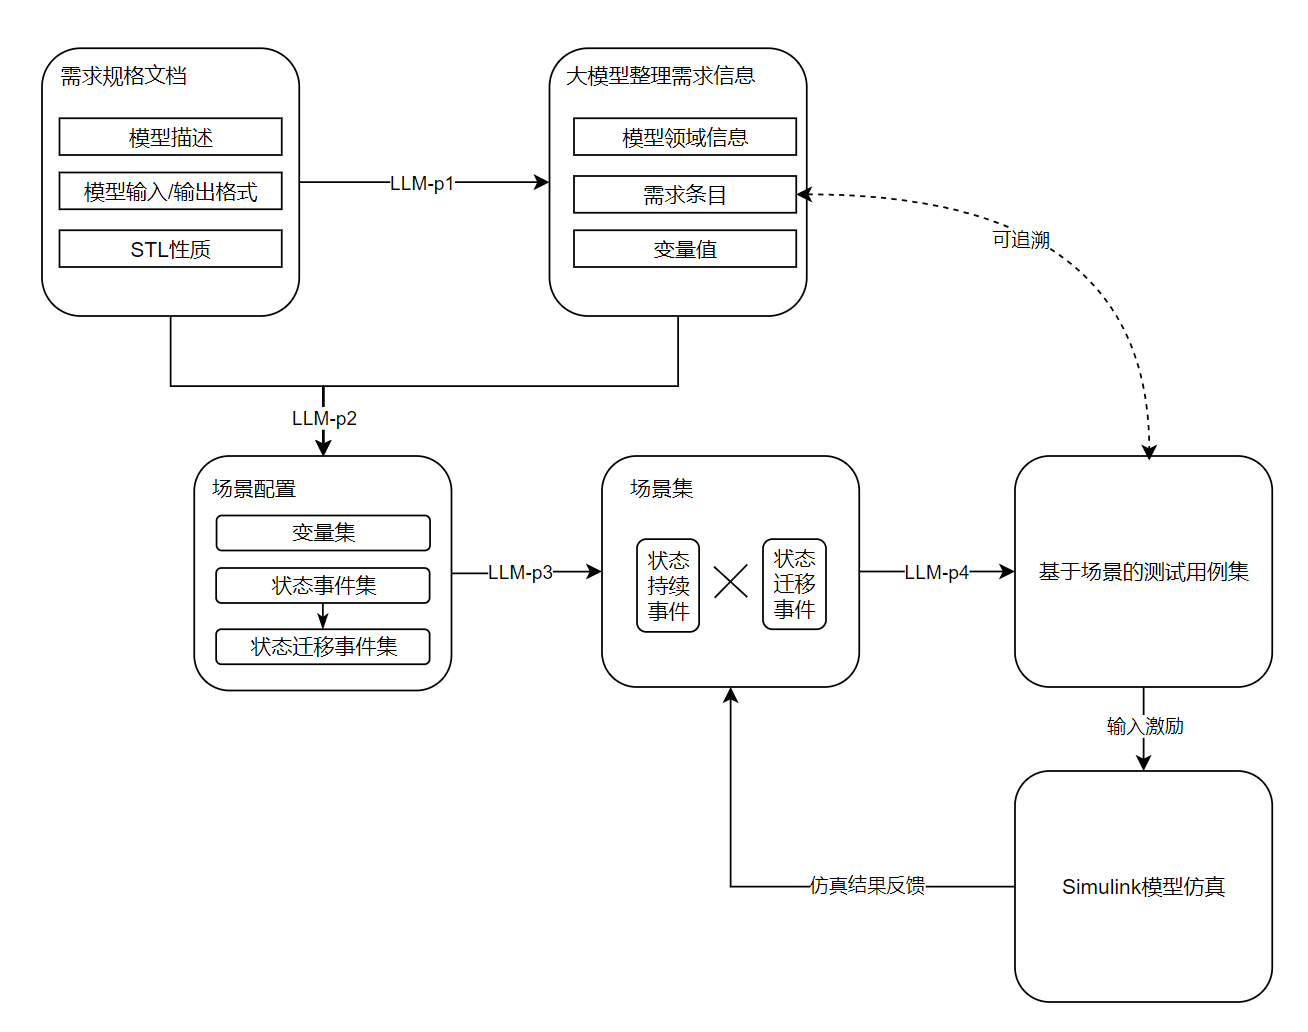 需求规格文档
模型描述
模型输入/输出格式
STL性质
LLM-p1
大模型整理需求信息
模型领域信息
需求条目
变量值
可追溯
LLM-p2
场景配置
变量集
状态事件集
状态迁移事件集
LLM-p3
场景集
状态
持续
事件
状态
迁移
事件
LLM-p4
基于场景的测试用例集
输入激励
Simulink模型仿真
仿真结果反馈